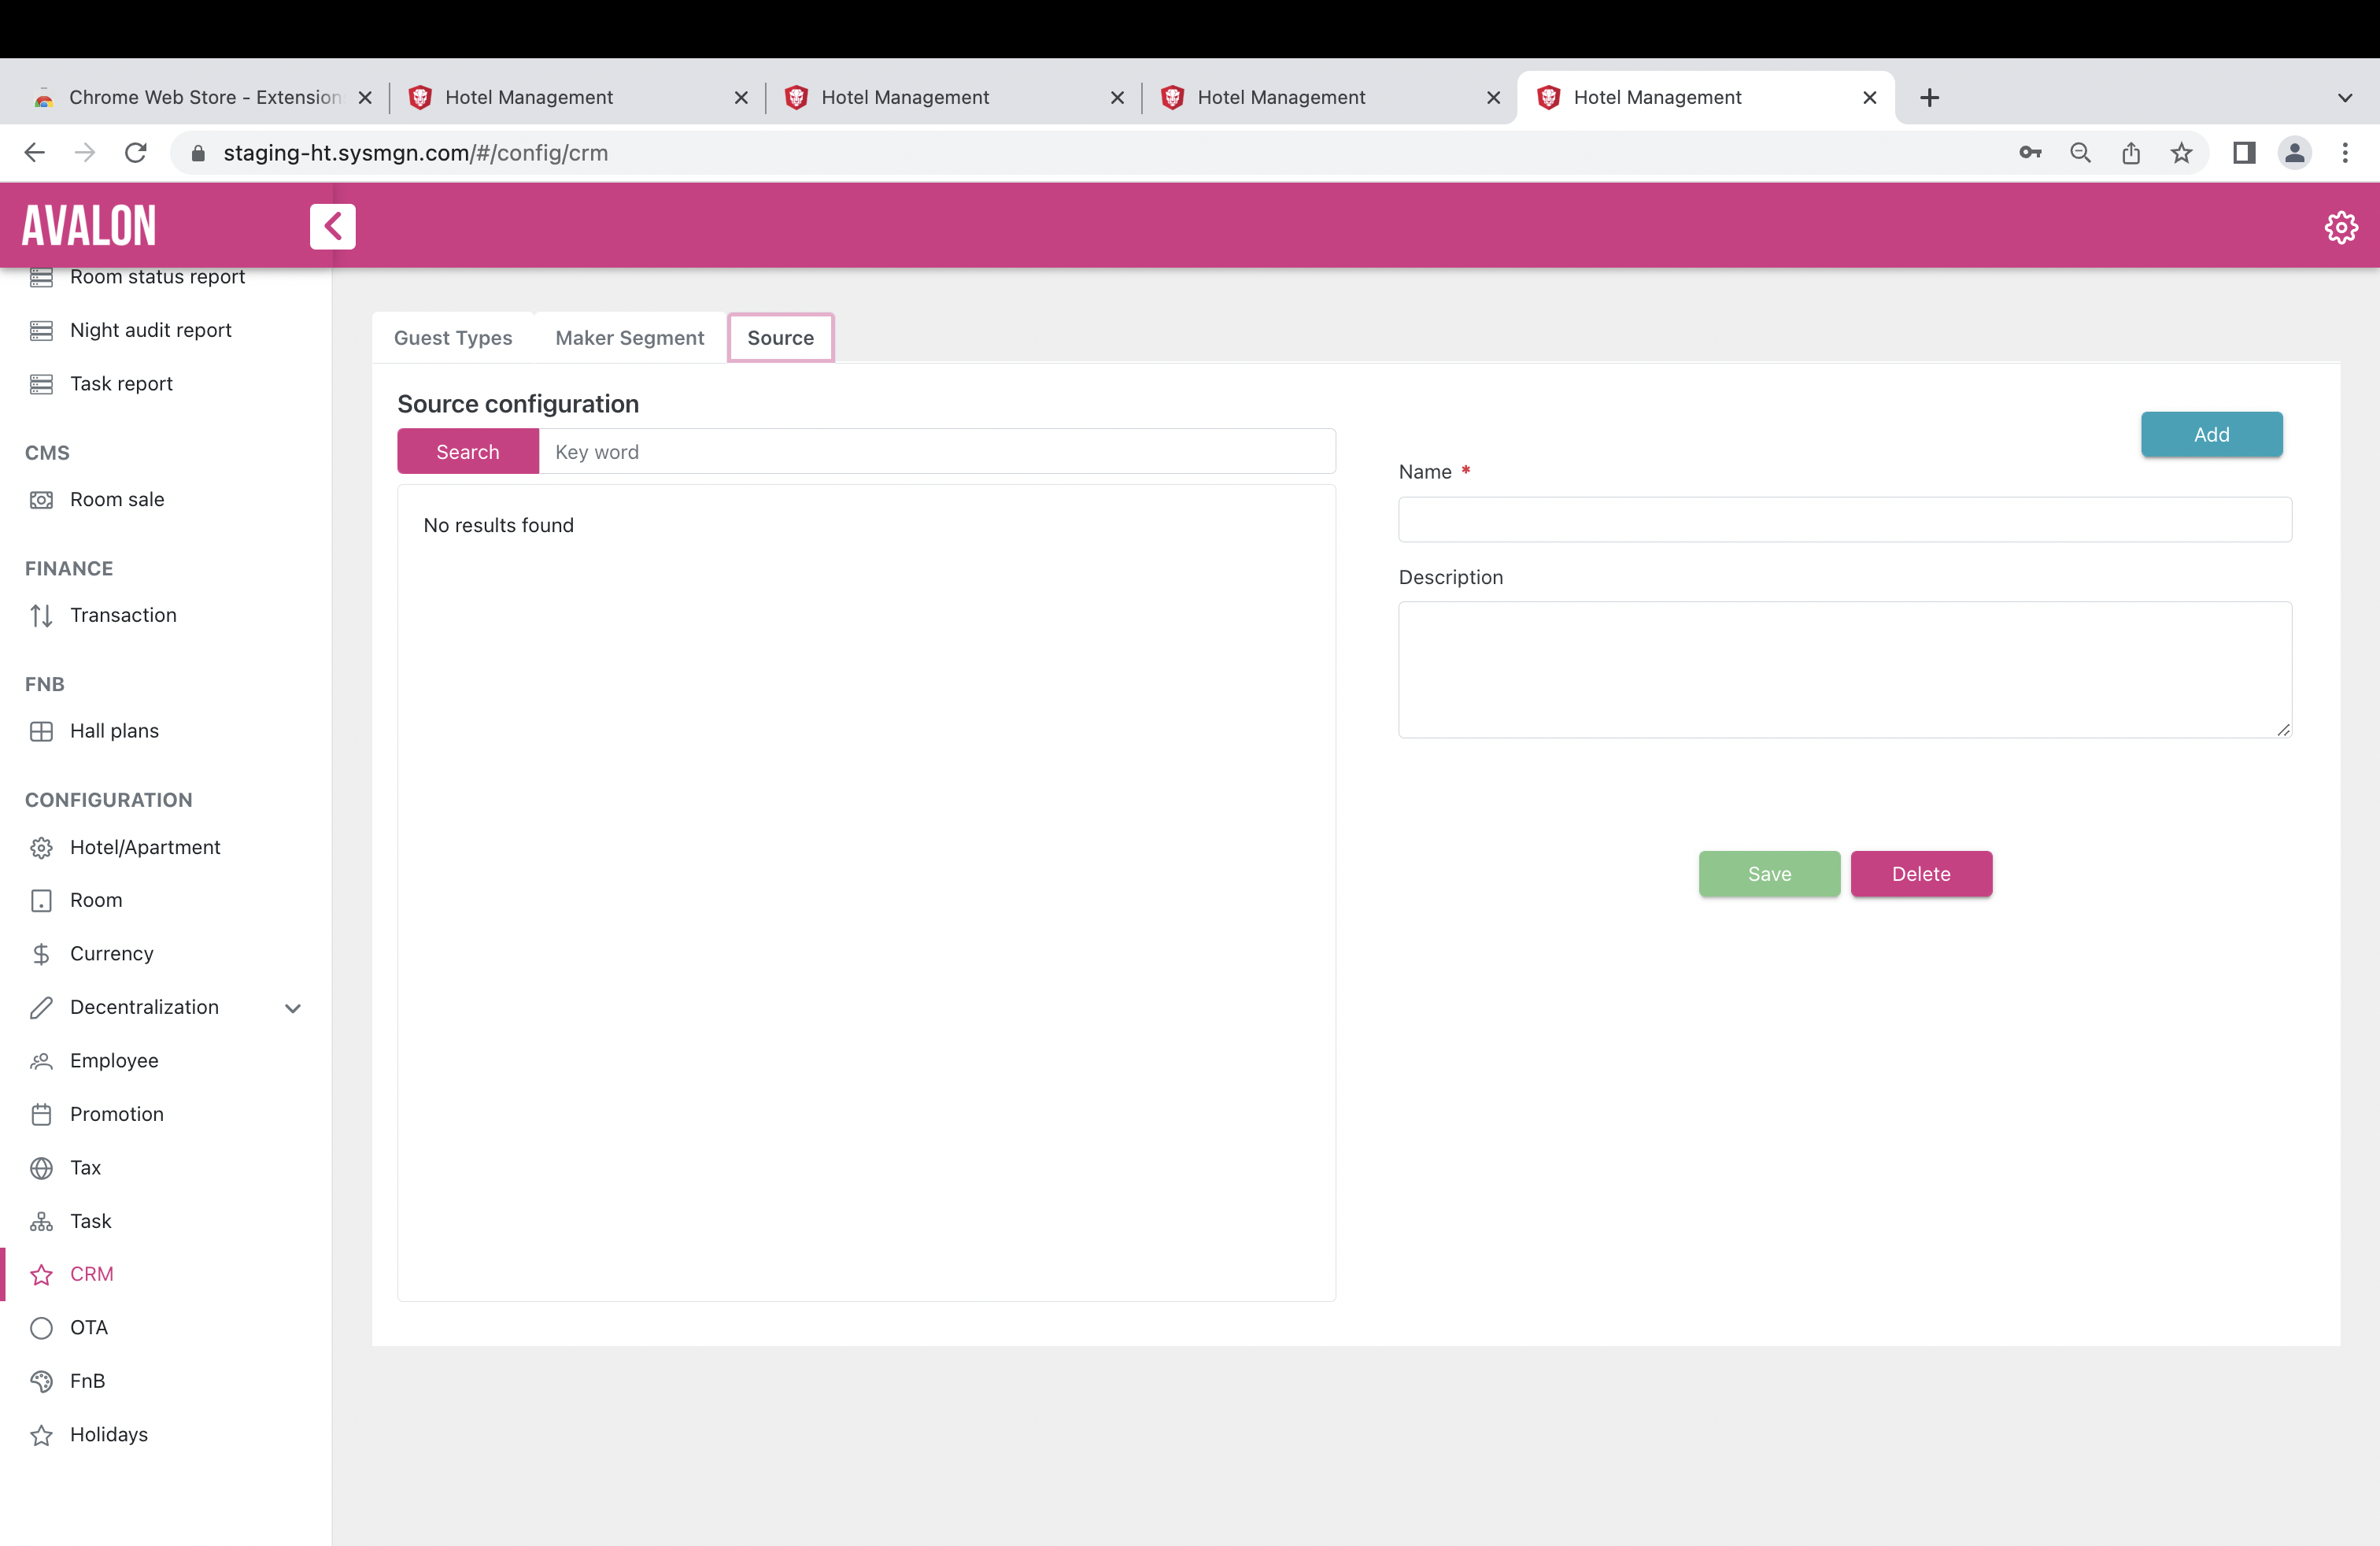 Chrome Web Store - Extension
Hotel Management
Hotel Management
Hotel Management
Hotel Management
staging-ht.sysmgn.com/#/config/crm
AVALON
Room status report
Night audit report
Task report
CMS
Room sale
FINANCE
Transaction
FNB
Hall plans
CONFIGURATION
Hotel/Apartment
Room
Currency
Decentralization
Employee
Promotion
Tax
Task
CRM
OTA
FnB
Holidays
Guest Types
Maker Segment
Source
Source configuration
Search
Key word
No results found
Add
Name *
Description
Save
Delete